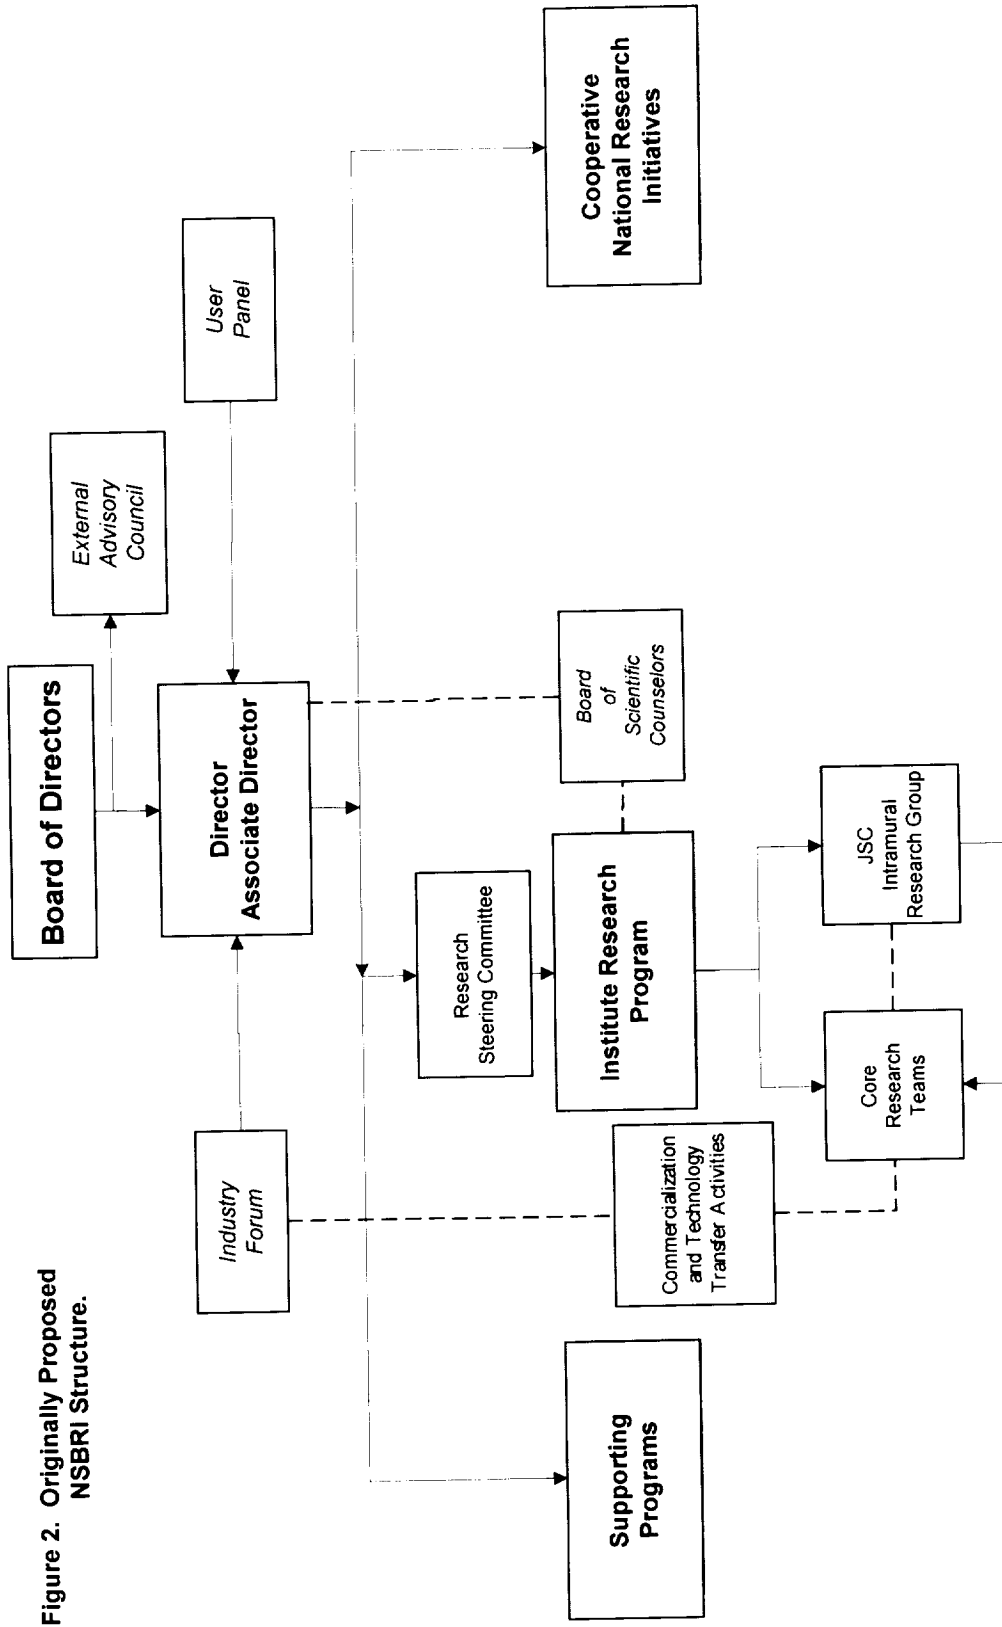 Figure 2. Originally Proposed
NSBRI Structure.
Board of Directors
External
Advisory
Council
Director
Associate Director
User
Panel
Industry
Forum
Research
Steering Committee
Board
of
Scientific
Counselors
Cooperative
National Research
Initiatives
Supporting
Programs
Commercialization
and Technology
Transfer Activities
Institute Research
Program
Core
Research
Teams
JSC
Intramural
Research Group